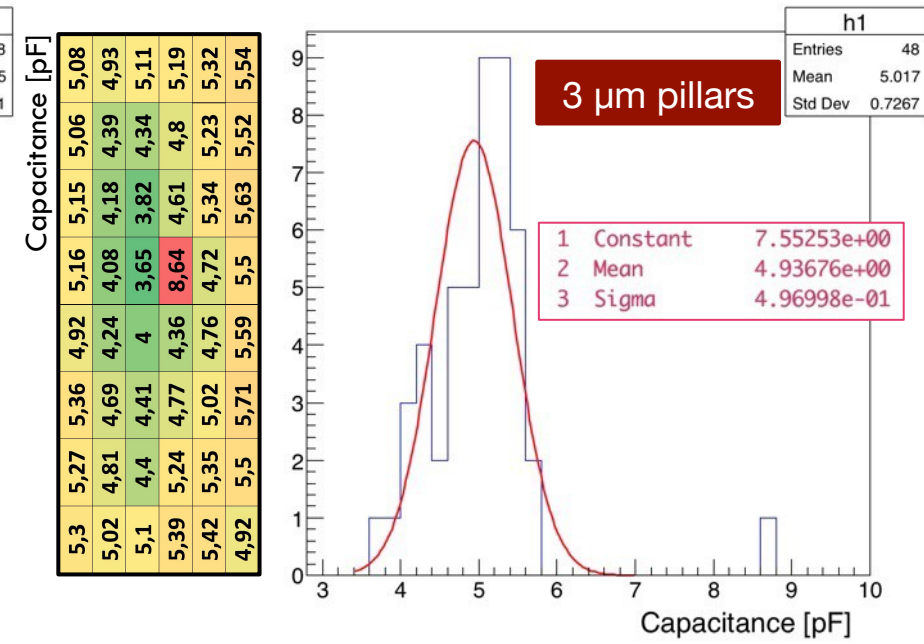 8
5
1
Capacitance [pF]
5,08 4,93 5,11 5,19 5,32 5,54
5,06 4,39 4,34 4,8 5,23 5,52
5,15 4,18 3,82 4,61 5,34 5,63
5,16 4,08 3,65 8,64 4,72 5,5
4,92 4,24 4 4,36 4,76 5,59
5,36 4,69 4,41 4,77 5,02 5,71
5,27 4,81 4,4 5,24 5,35 5,5
5,3 5,02 5,1 5,39 5,42 4,92
h1
Entries 48
Mean 5.017
Std Dev 0.7267
3 µm pillars
1 Constant 7.55253e+00
2 Mean 4.93676e+00
3 Sigma 4.96998e-01
9
8
7
6
5
4
3
2
1
0
3 4 5 6 7 8 9 10
Capacitance [pF]